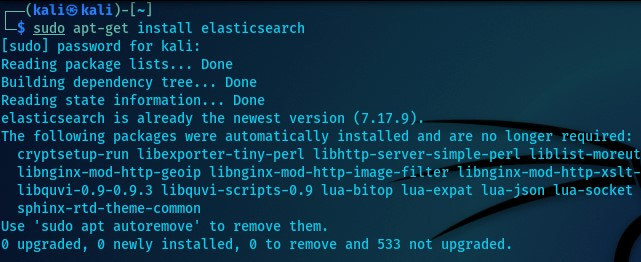 ┌──(kali㉿kali)-[~]
└─$ sudo apt-get install elasticsearch
[sudo] password for kali:
Reading package lists... Done
Building dependency tree... Done
Reading state information... Done
elasticsearch is already the newest version (7.17.9).
The following packages were automatically installed and are no longer required:
  cryptsetup-run libexporter-tiny-perl libhttp-server-simple-perl liblist-moreut
  libnginx-mod-http-geoip libnginx-mod-http-image-filter libnginx-mod-http-xslt-
  libquvi-0.9-0.9.3 libquvi-scripts-0.9 lua-bitop lua-expat lua-json lua-socket
  sphinx-rtd-theme-common
Use 'sudo apt autoremove' to remove them.
0 upgraded, 0 newly installed, 0 to remove and 533 not upgraded.